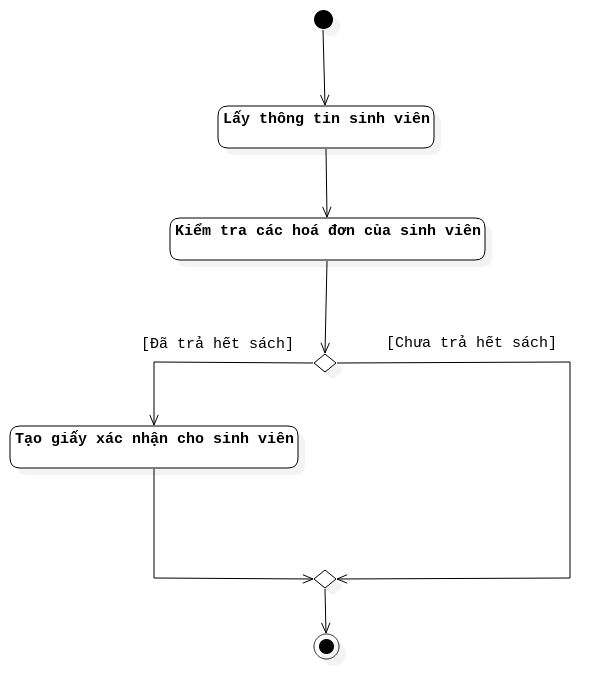 Lấy thông tin sinh viên
Kiểm tra các hoá đơn của sinh viên
[Đã trả hết sách]
[Chưa trả hết sách]
Tạo giấy xác nhận cho sinh viên